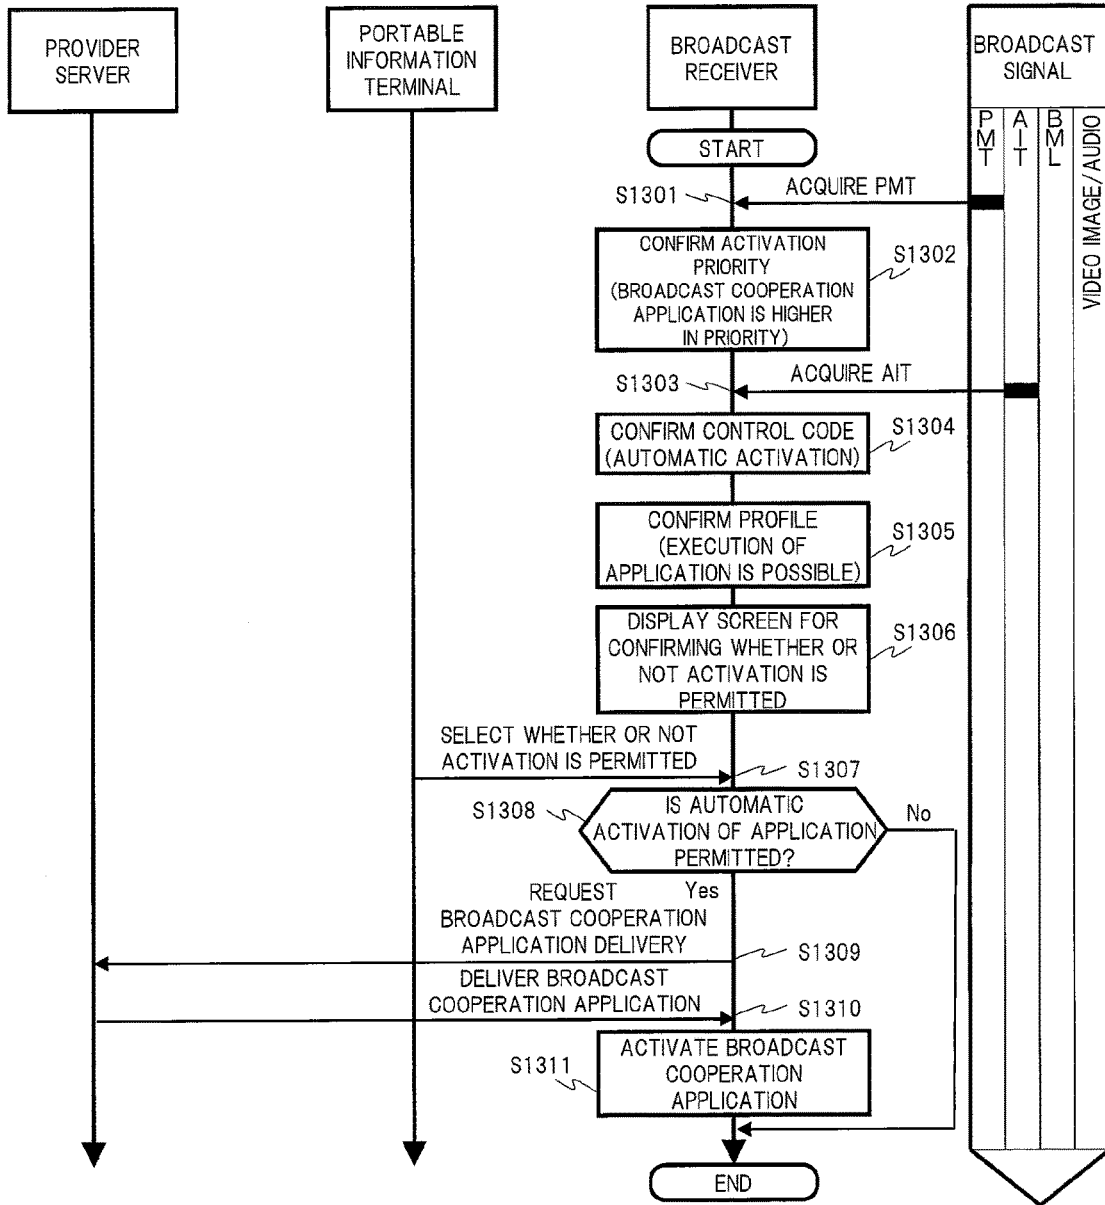 PROVIDER
SERVER
PORTABLE
INFORMATION
TERMINAL
BROADCAST
RECEIVER
BROADCAST
SIGNAL
PMT
AIT
BML
VIDEO IMAGE/AUDIO
START
S1301
ACQUIRE PMT
CONFIRM ACTIVATION
PRIORITY
(BROADCAST COOPERATION
APPLICATION IS HIGHER
IN PRIORITY)
S1302
S1303
ACQUIRE AIT
CONFIRM CONTROL CODE
(AUTOMATIC ACTIVATION)
S1304
CONFIRM PROFILE
(EXECUTION OF
APPLICATION IS POSSIBLE)
S1305
DISPLAY SCREEN FOR
CONFIRMING WHETHER OR
NOT ACTIVATION IS
PERMITTED
S1306
SELECT WHETHER OR NOT
ACTIVATION IS PERMITTED
S1307
S1308
IS AUTOMATIC
ACTIVATION OF APPLICATION
PERMITTED?
No
Yes
REQUEST
BROADCAST COOPERATION
APPLICATION DELIVERY
S1309
DELIVER BROADCAST
COOPERATION APPLICATION
S1310
S1311
ACTIVATE BROADCAST
COOPERATION
APPLICATION
END